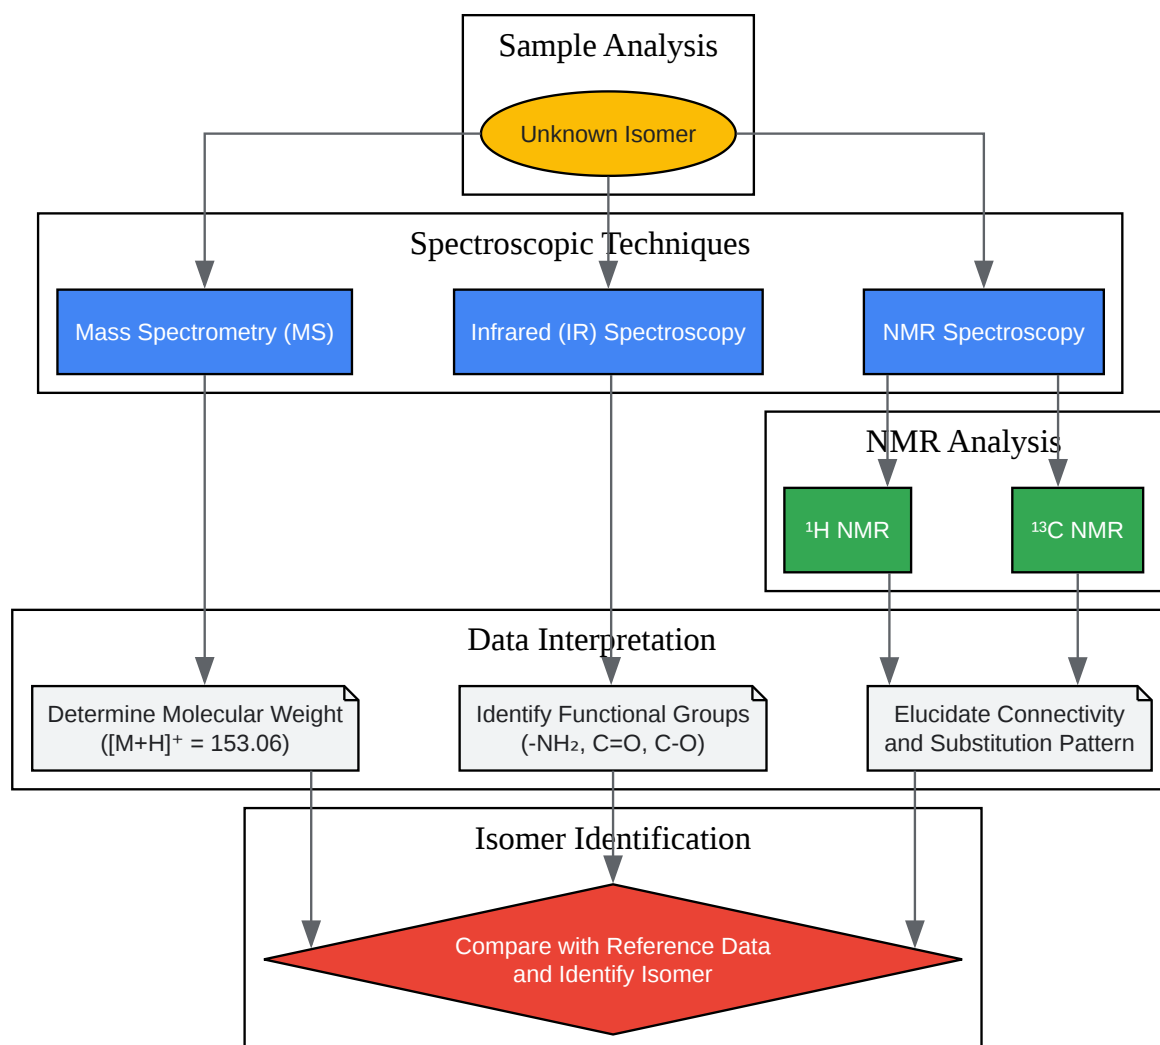 Sample Analysis
Unknown Isomer
Spectroscopic Techniques
Mass Spectrometry (MS)
Infrared (IR) Spectroscopy
NMR Spectroscopy
NMR Analysis
¹H NMR
¹³C NMR
Data Interpretation
Determine Molecular Weight
([M+H]⁺ = 153.06)
Identify Functional Groups
(-NH₂, C=O, C-O)
Elucidate Connectivity
and Substitution Pattern
Isomer Identification
Compare with Reference Data
and Identify Isomer